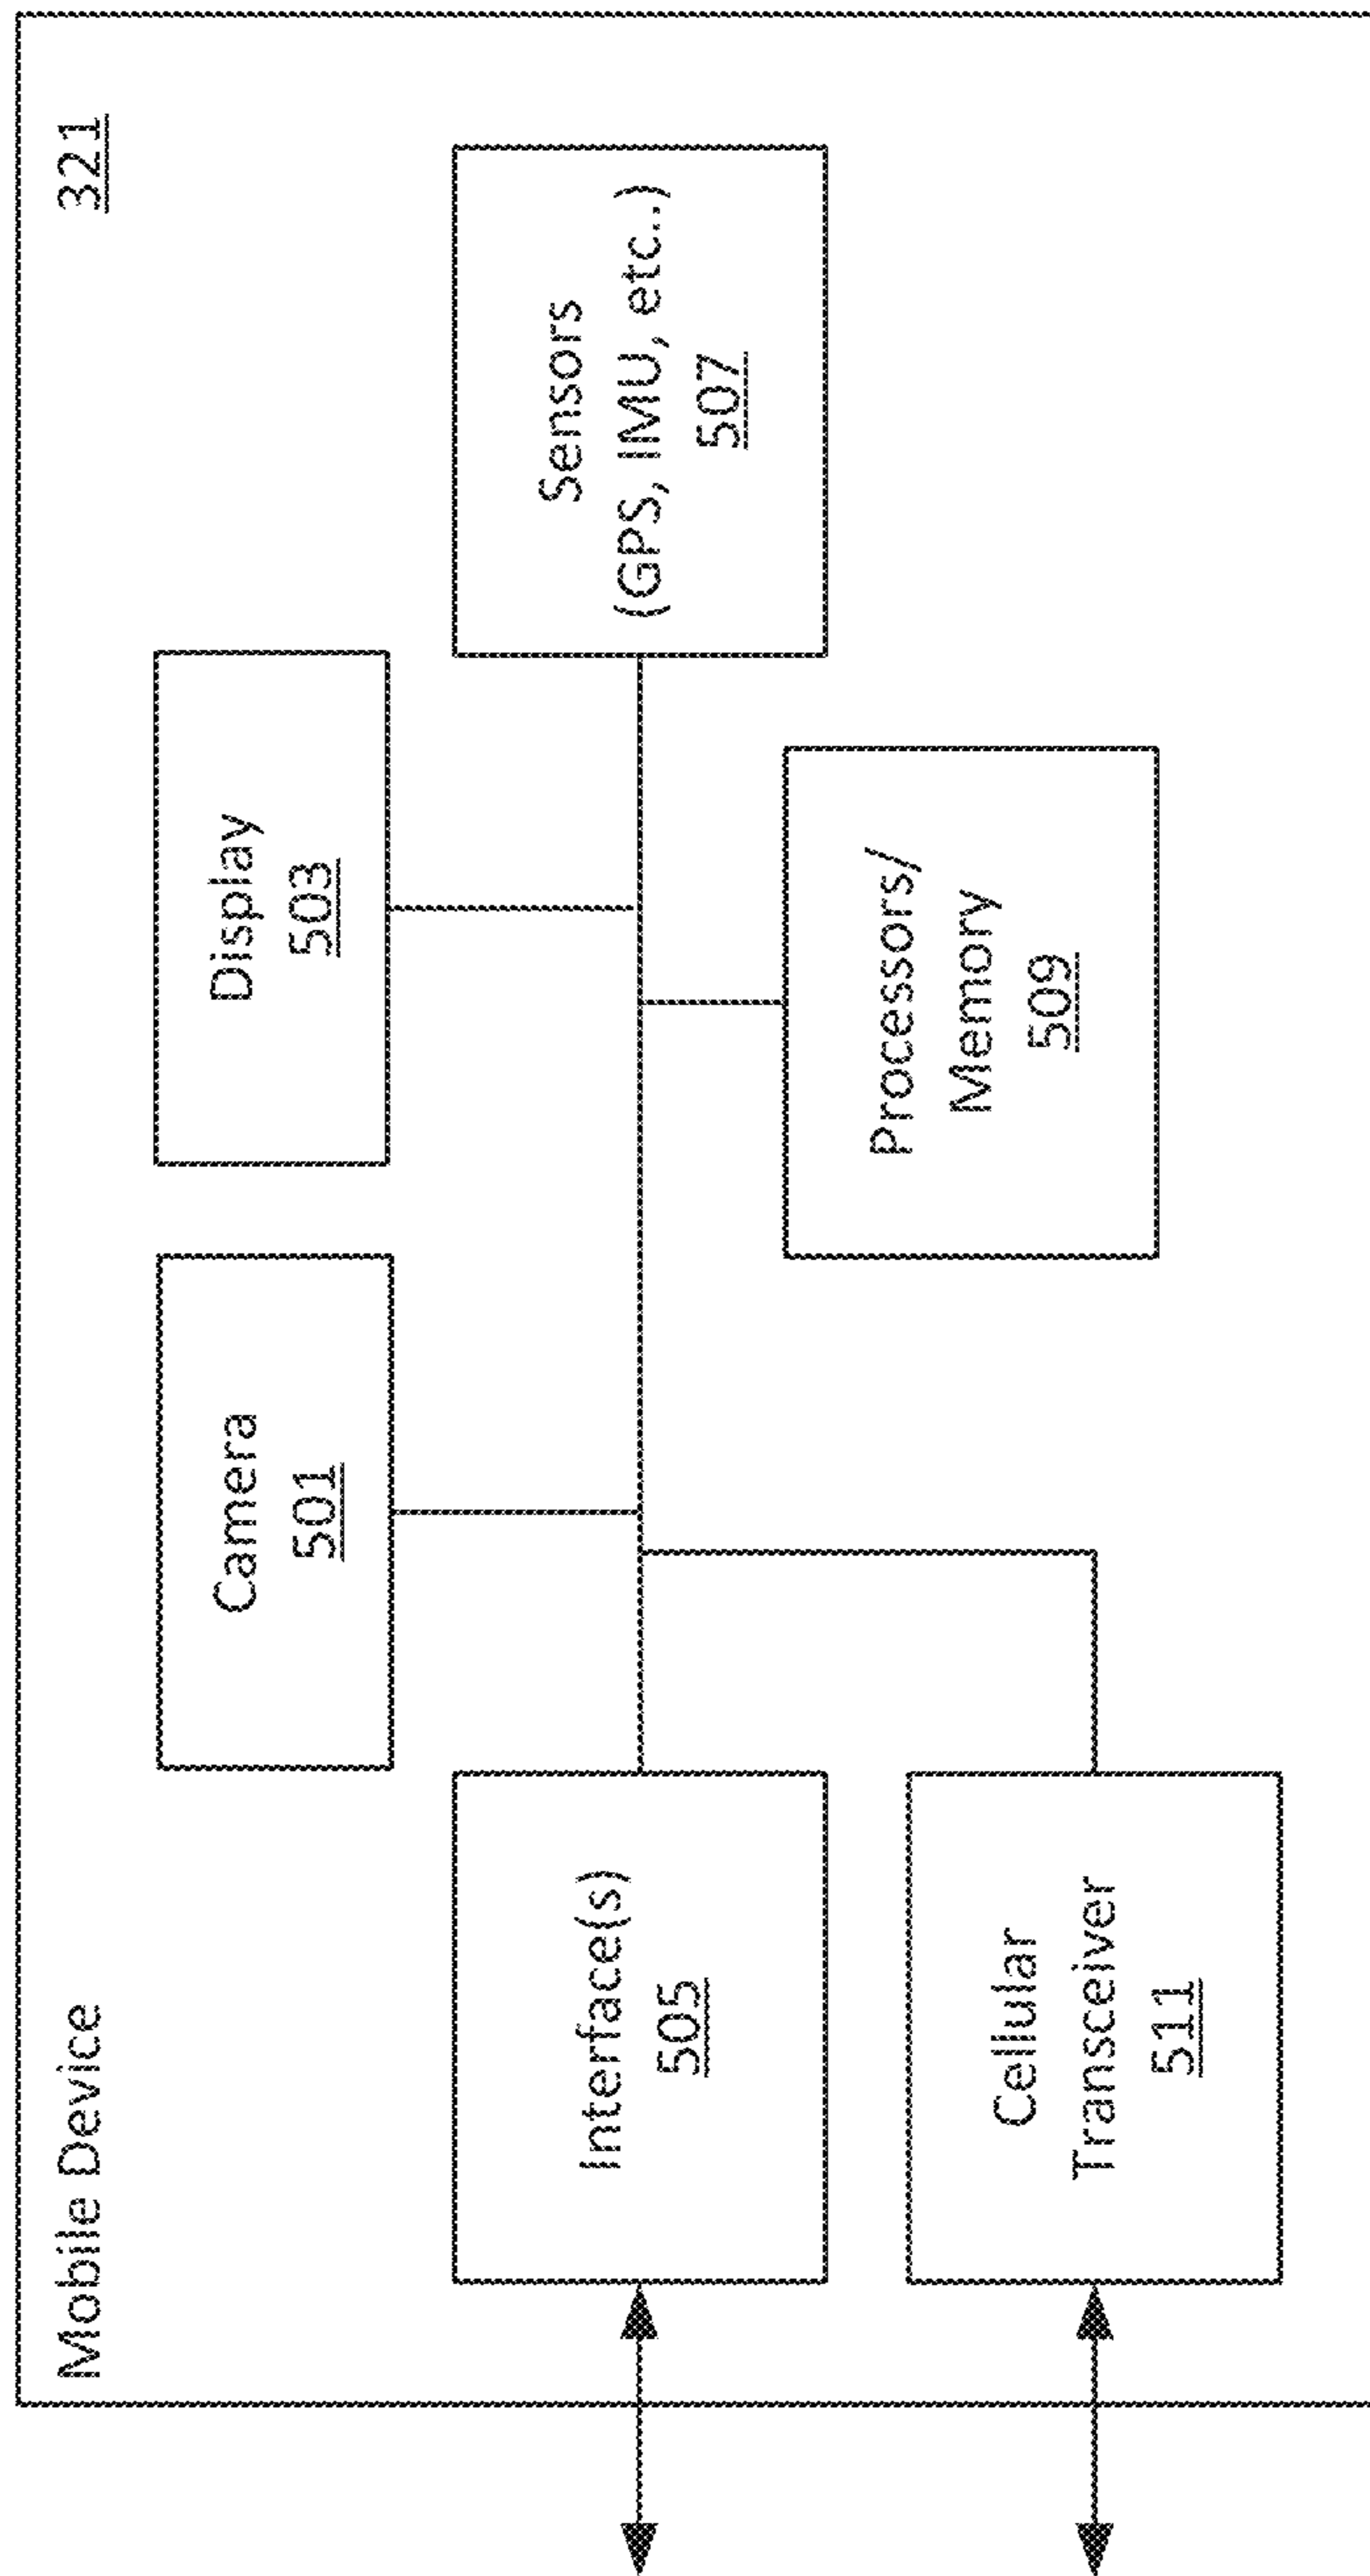 Mobile Device
321
Camera
501
Display
503
Interface(s)
505
Sensors
(GPS, IMU, etc..)
507
Processors/
Memory
509
Cellular
Transceiver
511